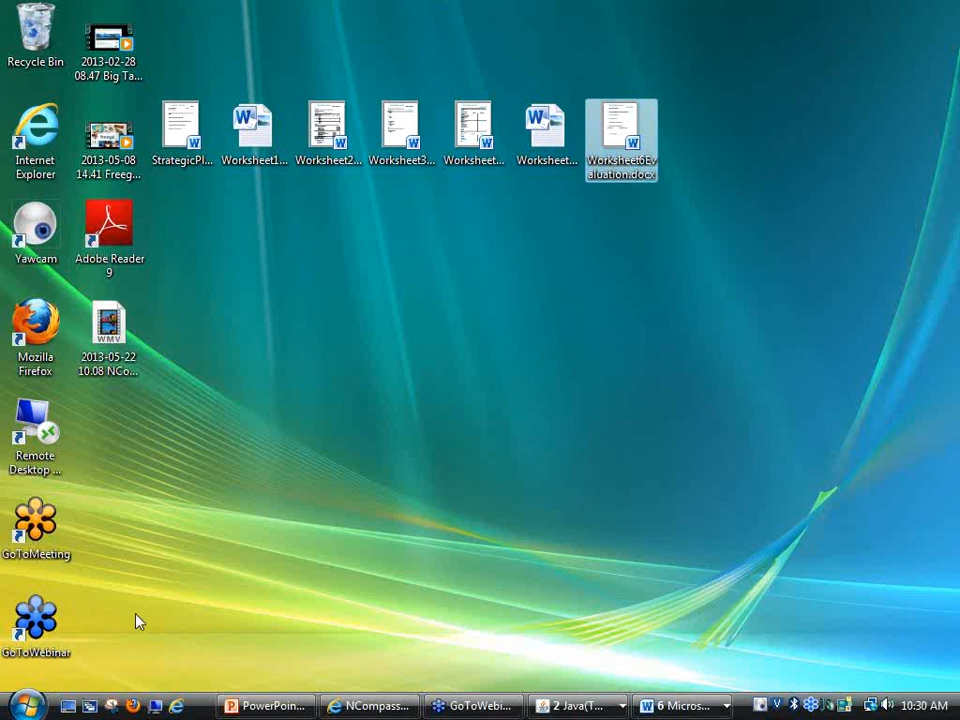 Recycle Bin
2013-02-28
08.47 Big Ta...
Internet
Explorer
2013-05-08
14.41 Freeg...
StrategicPl...
Worksheet1...
Worksheet2...
Worksheet3...
Worksheet...
Worksheet...
Worksheet6Ev
aluation.docx
Yawcam
Adobe Reader
9
Mozilla
Firefox
WMV
2013-05-22
10.08 NCo...
Remote
Desktop ...
GoToMeeting
GoToWebinar
PowerPoin...
NCompass...
GoToWebi...
2 Java(T...
6 Micros...
10:30 AM